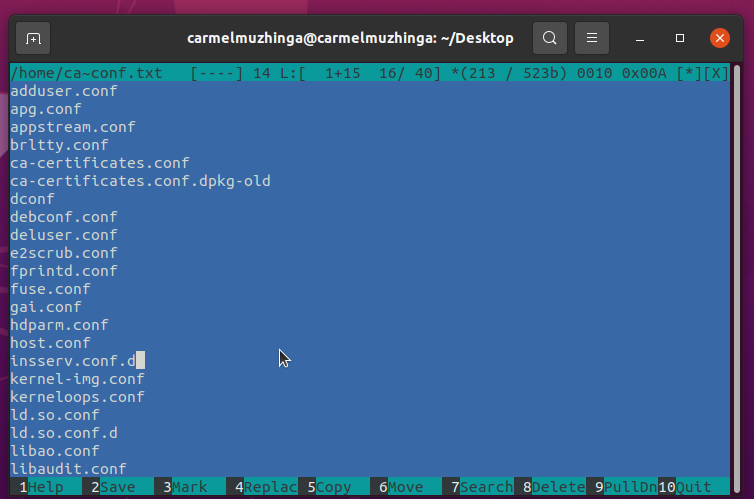 carmelmuzhinga@carmelmuzhinga: ~/Desktop
/home/ca~conf.txt   [----] 14 L:[  1+15  16/ 40] *(213 / 523b) 0010 0x00A [*][X]
adduser.conf
apg.conf
appstream.conf
brltty.conf
ca-certificates.conf
ca-certificates.conf.dpkg-old
dconf
debconf.conf
deluser.conf
e2scrub.conf
fprintd.conf
fuse.conf
gai.conf
hdparm.conf
host.conf
insserv.conf.d
kernel-img.conf
kerneloops.conf
ld.so.conf
ld.so.conf.d
libao.conf
libaudit.conf
1Help   2Save   3Mark   4Replac 5Copy   6Move   7Search 8Delete 9PullDn 10Quit